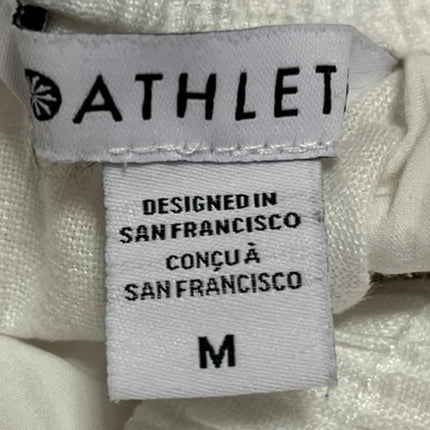 ATHLET
DESIGNED IN
SAN FRANCISCO
CONÇU À
SAN FRANCISCO
M